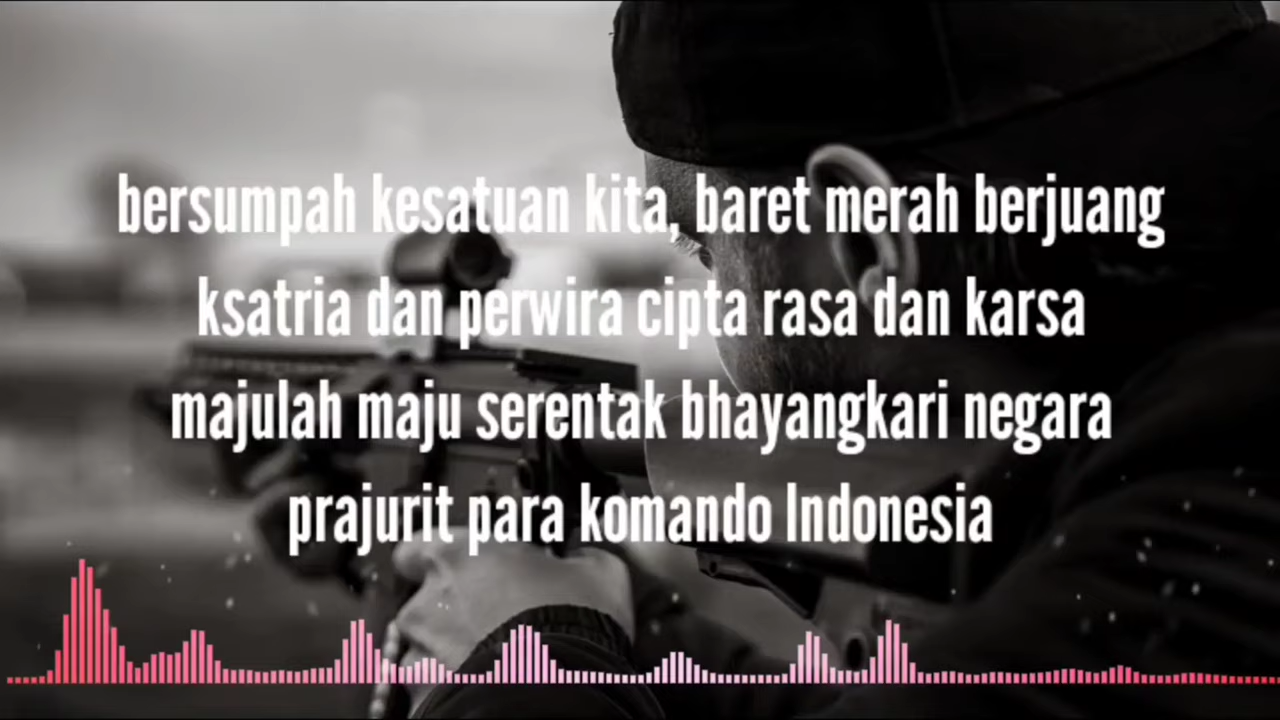 bersumpah kesatuan kita, baret merah berjuang
ksatria dan perwira cipta rasa dan karsa
majulah maju serentak bhayangkari negara
prajurit para komando Indonesia